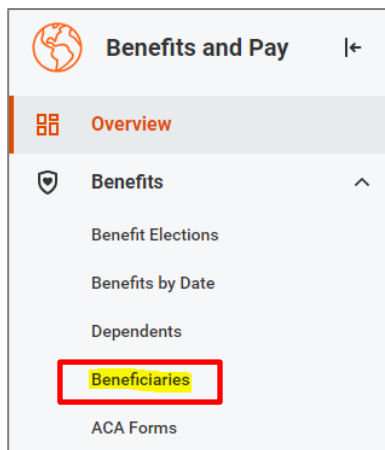 Benefits and Pay
Overview
Benefits
Benefit Elections
Benefits by Date
Dependents
Beneficiaries
ACA Forms